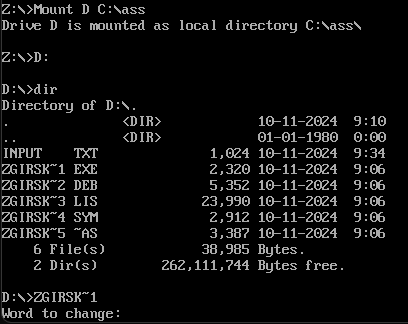 Z:\>Mount D C:\ass
Drive D is mounted as local directory C:\ass\
Z:\>D:
D:\>dir
Directory of D:\.
. <DIR> 10-11-2024 9:10
.. <DIR> 01-01-1980 0:00
INPUT TXT 1,024 10-11-2024 9:34
ZGIRSK~1 EXE 2,320 10-11-2024 9:06
ZGIRSK~2 DEB 5,352 10-11-2024 9:06
ZGIRSK~3 LIS 23,990 10-11-2024 9:06
ZGIRSK~4 SYM 2,912 10-11-2024 9:06
ZGIRSK~5 ~AS 3,387 10-11-2024 9:06
6 File(s) 38,985 Bytes.
2 Dir(s) 262,111,744 Bytes free.
D:\>ZGIRSK~1
Word to change: